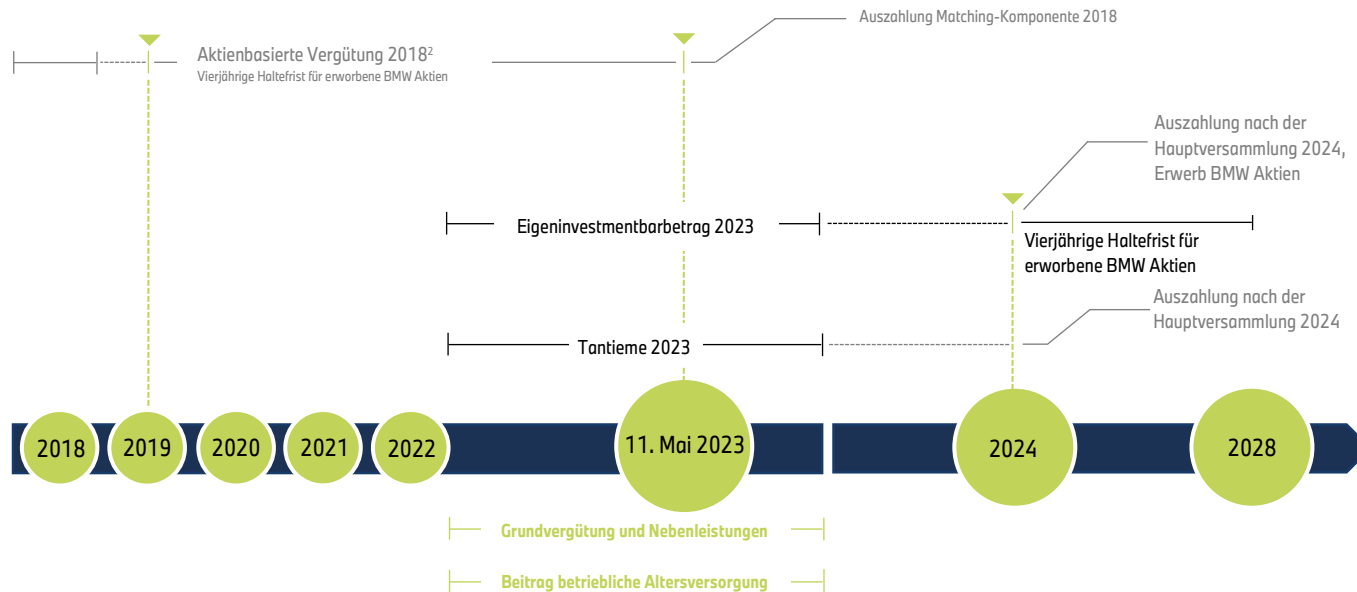 Auszahlung Matching-Komponente 2018
Aktienbasierte Vergütung 2018²
Vierjährige Haltefrist für erworbene BMW Aktien
Auszahlung nach der
Hauptversammlung 2024,
Erwerb BMW Aktien
Eigeninvestmentbarbetrag 2023
Vierjährige Haltefrist für
erworbene BMW Aktien
Auszahlung nach der
Hauptversammlung 2024
Tantieme 2023
2018
2019
2020
2021
2022
11. Mai 2023
2024
2028
Grundvergütung und Nebenleistungen
Beitrag betriebliche Altersversorgung